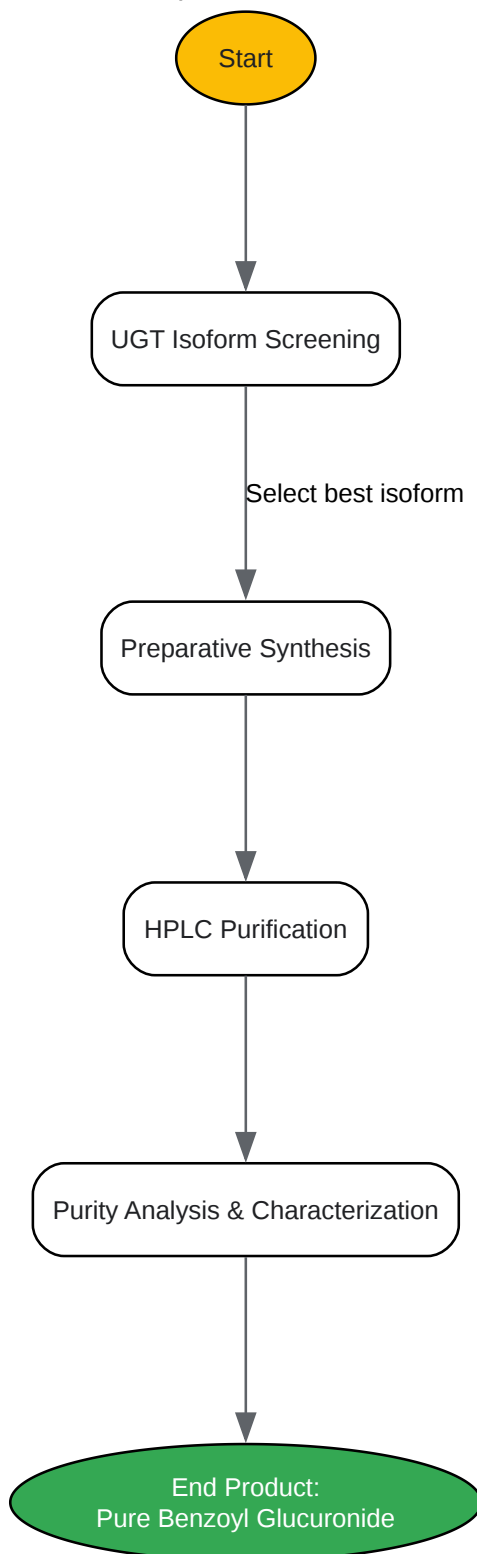 Start
UGT Isoform Screening
Select best isoform
Preparative Synthesis
HPLC Purification
Purity Analysis & Characterization
End Product:
Pure Benzoyl Glucuronide